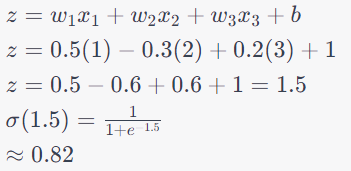 z = w₁x₁ + w₂x₂ + w₃x₃ + b
z = 0.5(1) − 0.3(2) + 0.2(3) + 1
z = 0.5 − 0.6 + 0.6 + 1 = 1.5
σ(1.5) = 1/(1+e^−1.5)
≈ 0.82